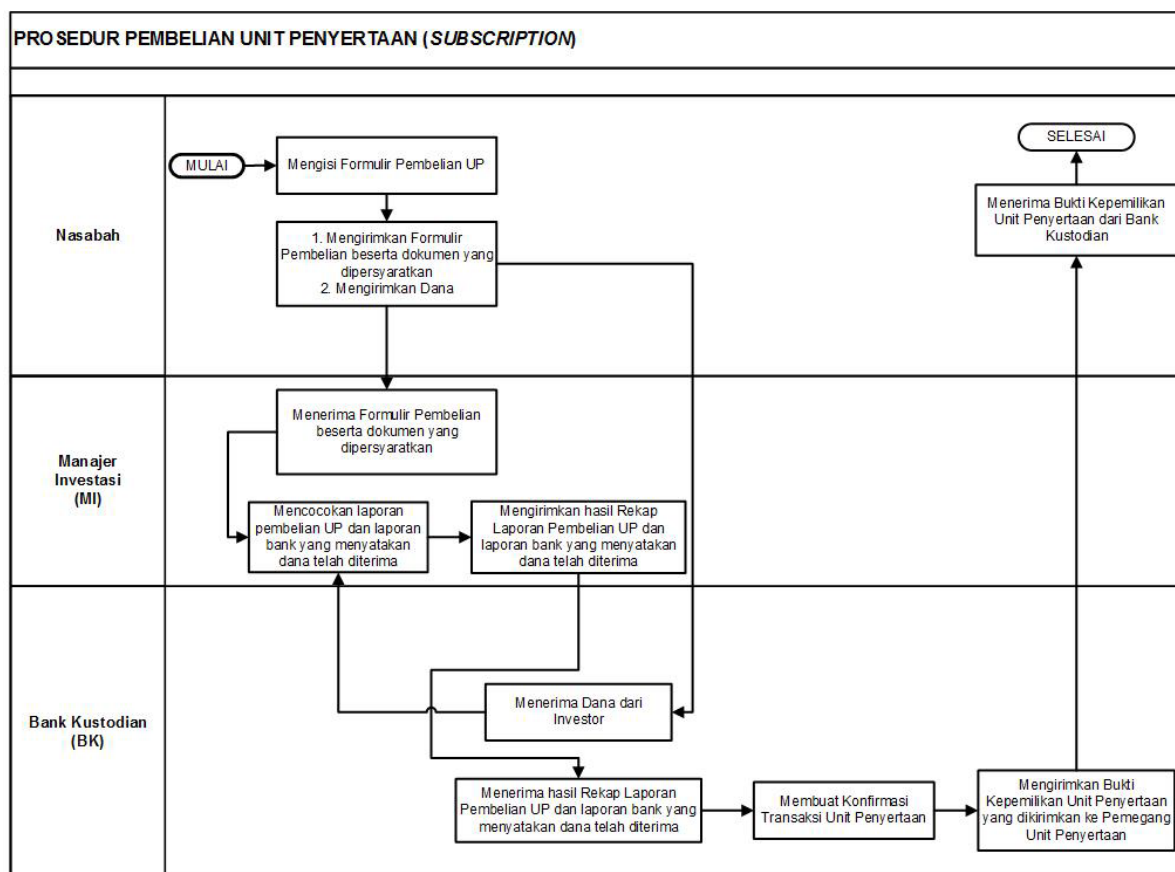 PROSEDUR PEMBELIAN UNIT PENYERTAAN (SUBSCRIPTION)
Nasabah
MULAI
Mengisi Formulir Pembelian UP
1. Mengirimkan Formulir
Pembelian beserta dokumen yang
dipersyaratkan
2. Mengirimkan Dana
SELESAI
Menerima Bukti Kepemilikan
Unit Penyertaan dari Bank
Kustodian
Manajer
Investasi
(MI)
Menerima Formulir Pembelian
beserta dokumen yang
dipersyaratkan
Mencocokan laporan
pembelian UP dan laporan
bank yang menyatakan
dana telah diterima
Mengirimkan hasil Rekap
Laporan Pembelian UP dan
laporan bank yang menyatakan
dana telah diterima
Bank Kustodian
(BK)
Menerima Dana dari
Investor
Menerima hasil Rekap Laporan
Pembelian UP dan laporan bank yang
menyatakan dana telah diterima
Membuat Konfirmasi
Transaksi Unit Penyertaan
Mengirimkan Bukti
Kepemilikan Unit Penyertaan
yang dikirimkan ke Pemegang
Unit Penyertaan